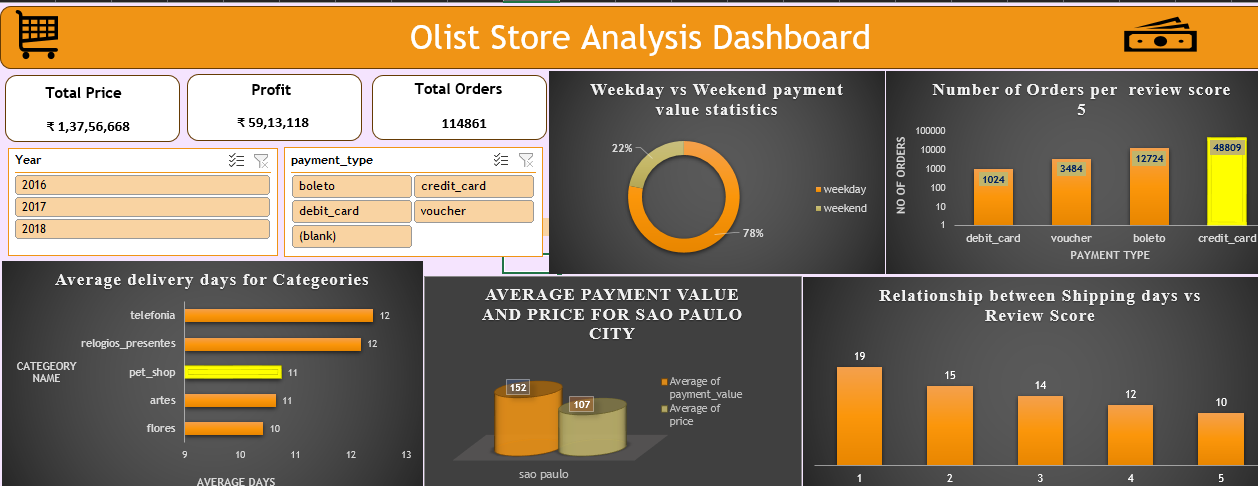 Olist Store Analysis Dashboard
Total Price
₹ 1,37,56,668
Profit
₹ 59,13,118
Total Orders
114861
Year
2016
2017
2018
payment_type
boleto
credit_card
debit_card
voucher
(blank)
Weekday vs Weekend payment
value statistics
22%
78%
weekday
weekend
Number of Orders per review score
5
NO OF ORDERS
100000
10000
1000
100
10
1
1024
3484
12724
48809
debit_card
voucher
boleto
credit_card
PAYMENT TYPE
Average delivery days for Categeories
CATEGEORY
NAME
telefonia
12
relogios_presentes
12
pet_shop
11
artes
11
flores
10
9
10
11
12
13
AVERAGE DAYS
AVERAGE PAYMENT VALUE
AND PRICE FOR SAO PAULO
CITY
152
107
Average of
payment_value
Average of
price
sao paulo
Relationship between Shipping days vs
Review Score
19
15
14
12
10
1
2
3
4
5